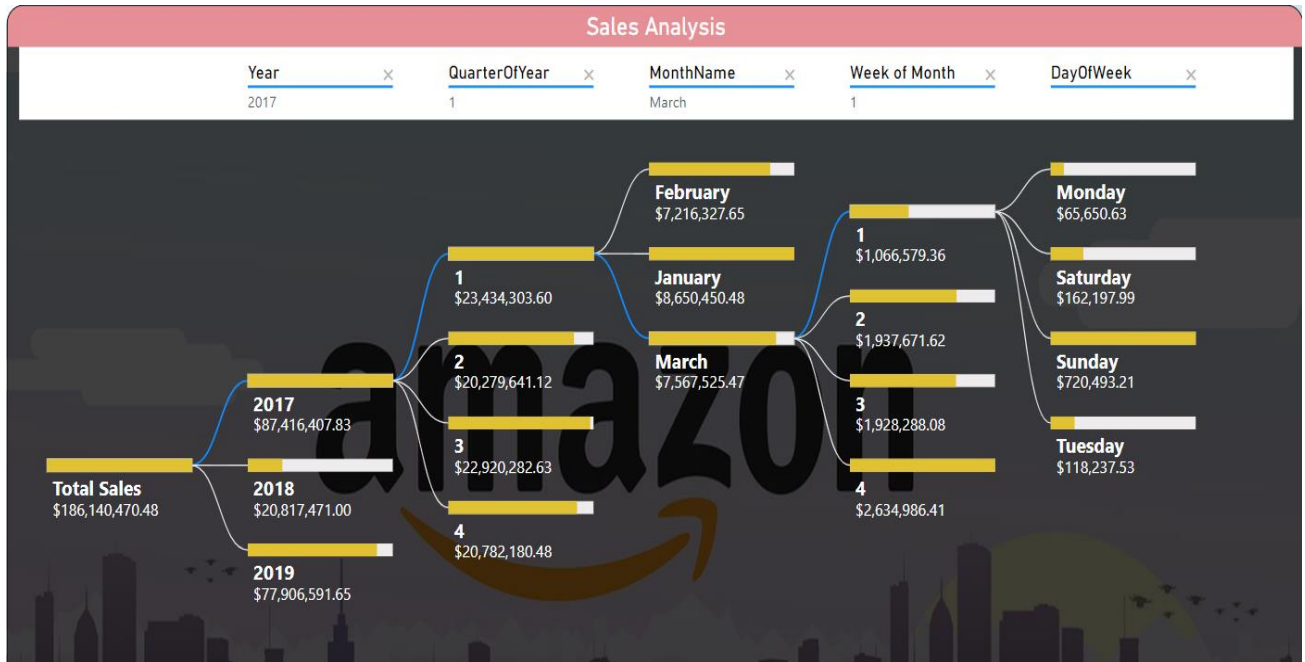 Sales Analysis
Year ×
2017
QuarterOfYear ×
1
MonthName ×
March
Week of Month ×
1
DayOfWeek ×
Total Sales
$186,140,470.48
2017
$87,416,407.83
2018
$20,817,471.00
2019
$77,906,591.65
1
$23,434,303.60
2
$20,279,641.12
3
$22,920,282.63
4
$20,782,180.48
February
$7,216,327.65
January
$8,650,450.48
March
$7,567,525.47
1
$1,066,579.36
2
$1,937,671.62
3
$1,928,288.08
4
$2,634,986.41
Monday
$65,650.63
Saturday
$162,197.99
Sunday
$720,493.21
Tuesday
$118,237.53
amazon